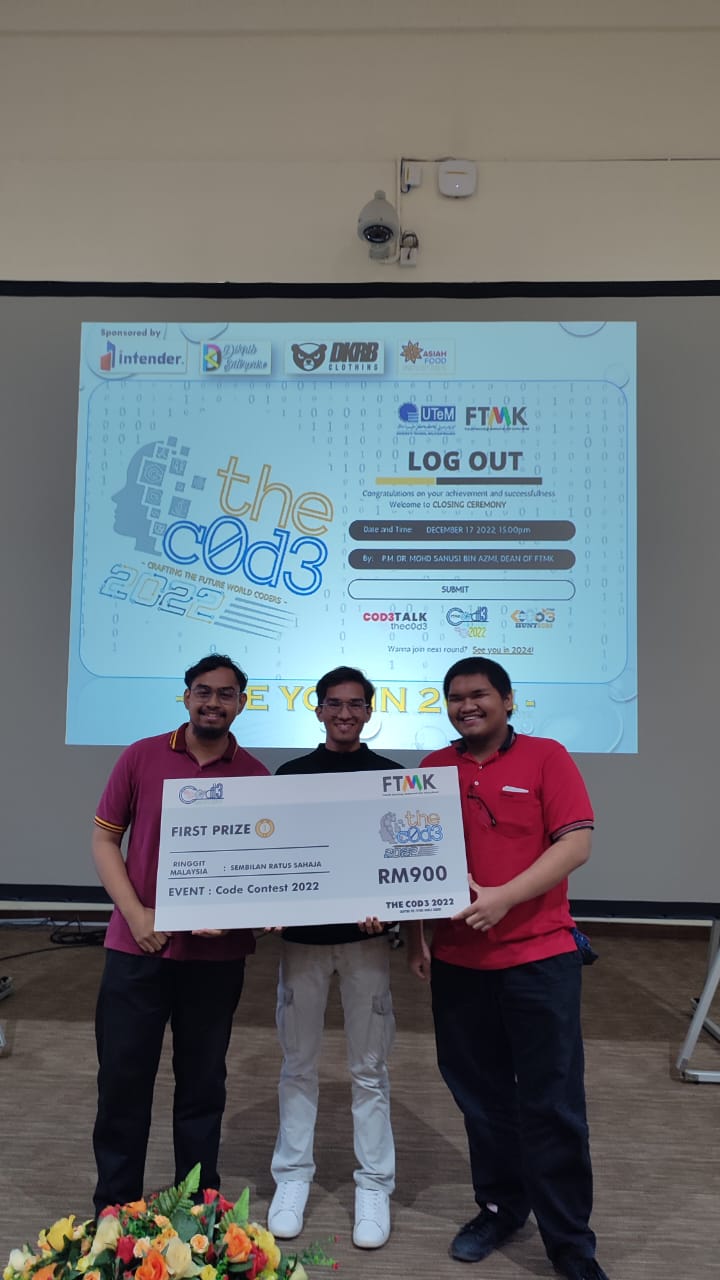 Sponsored by
intender.
DKRB
CLOTHING
ASIAH
FOOD
UTeM
FTMK
LOG OUT
Congratulations on your achievement and successfulness
Welcome to CLOSING CEREMONY
Date and Time: DECEMBER 17 2022, 15.00pm
By: P.M. DR. MOHD SANUSI BIN AZMI, DEAN OF FTMK
SUBMIT
the
c0d3
- CRAFTING THE FUTURE WORLD CODERS -
2022
COD3TALK
thec0d3
2022
HUNT
Wanna join next round? See you in 2024!
FTMK
FIRST PRIZE
the
c0d3
2022
RINGGIT
MALAYSIA : SEMBILAN RATUS SAHAJA
RM900
EVENT : Code Contest 2022
THE C0D3 2022